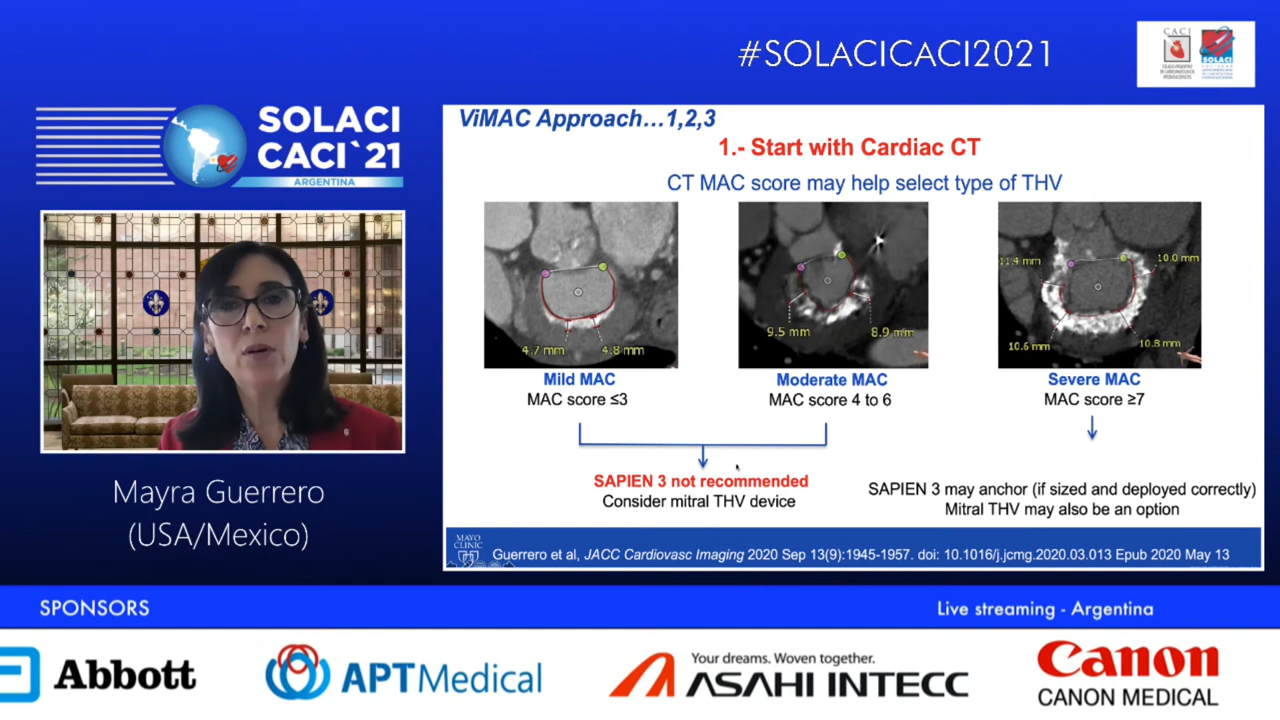 #SOLACICACI2021
CACI
SOLACI
SOLACI
CACI`21
ARGENTINA
Mayra Guerrero
(USA/Mexico)
ViMAC Approach...1,2,3
1.- Start with Cardiac CT
CT MAC score may help select type of THV
4.7 mm 4.8 mm
9.5 mm 8.9 mm
11.4 mm 10.0 mm
10.6 mm 10.8 mm
Mild MAC
MAC score ≤3
Moderate MAC
MAC score 4 to 6
Severe MAC
MAC score ≥7
SAPIEN 3 not recommended
Consider mitral THV device
SAPIEN 3 may anchor (if sized and deployed correctly)
Mitral THV may also be an option
MAYO
CLINIC
Guerrero et al, JACC Cardiovasc Imaging 2020 Sep 13(9):1945-1957. doi: 10.1016/j.jcmg.2020.03.013 Epub 2020 May 13
SPONSORS
Live streaming - Argentina
Abbott
APTMedical
Your dreams. Woven together.
ASAHI INTECC
Canon
CANON MEDICAL